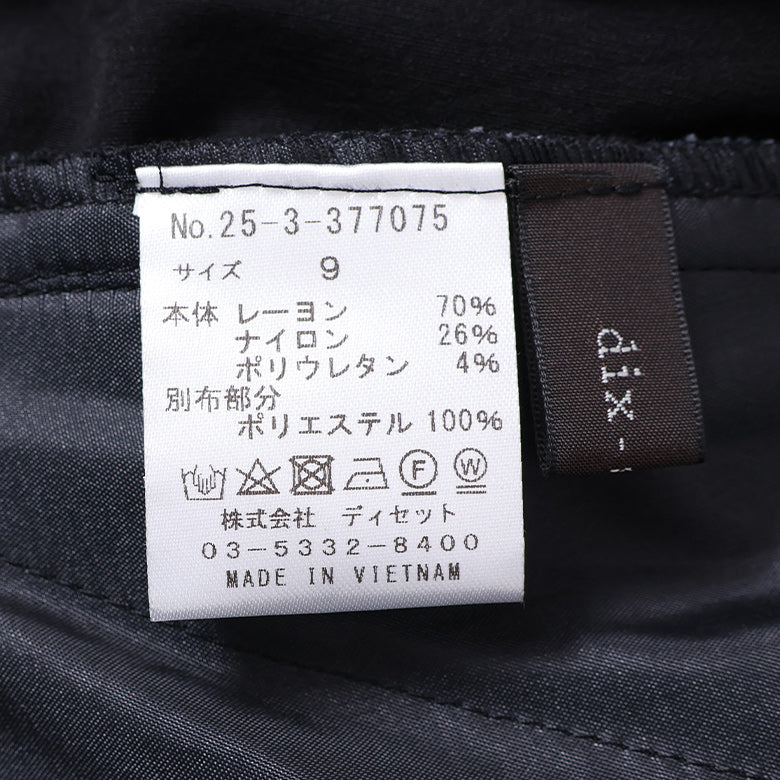 No.25-3-377075
サイズ 9
本体 レーヨン 70%
ナイロン 26%
ポリウレタン 4%
別布部分
ポリエステル 100%
F W
株式会社 ディセット
03-5332-8400
MADE IN VIETNAM
dix-